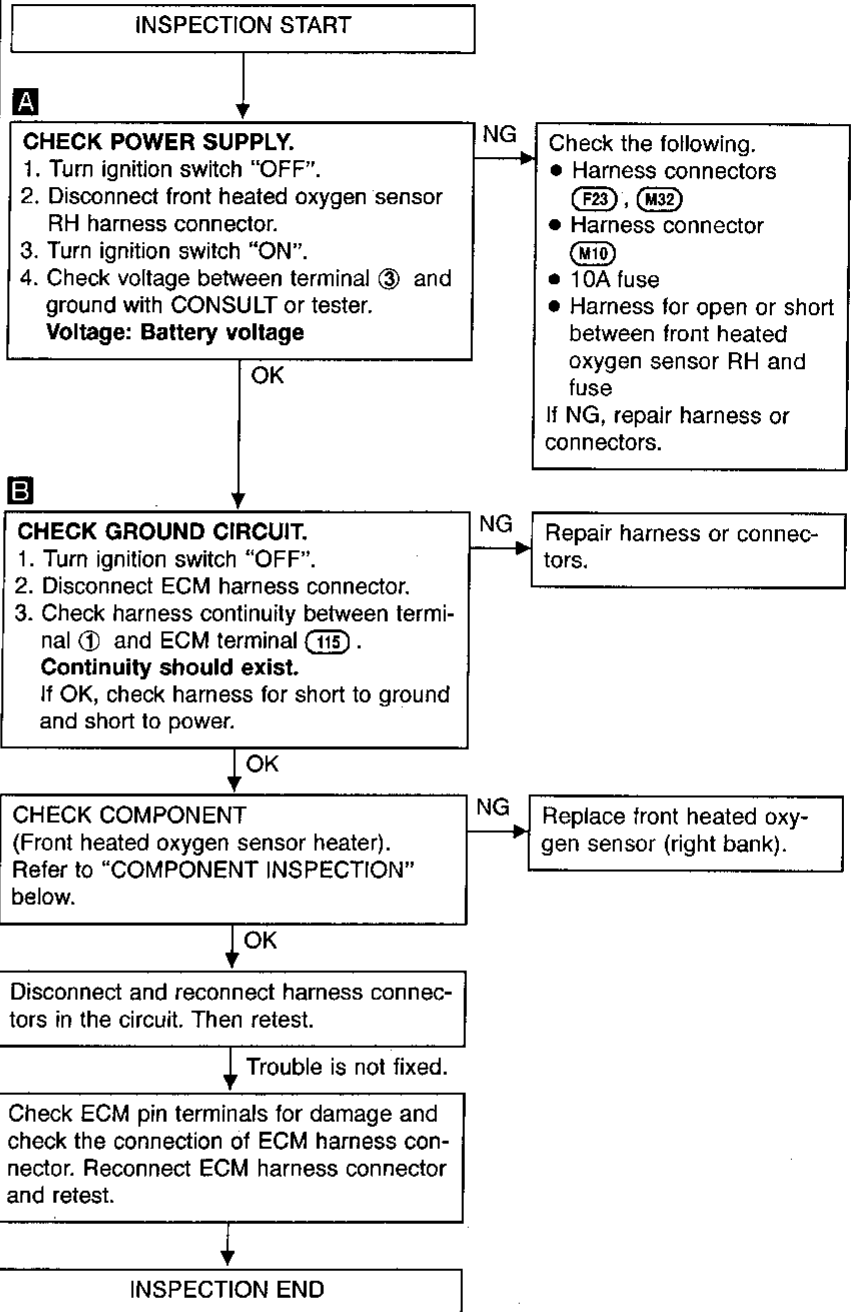 INSPECTION START
A
CHECK POWER SUPPLY.
1. Turn ignition switch “OFF”.
2. Disconnect front heated oxygen sensor
RH harness connector.
3. Turn ignition switch “ON”.
4. Check voltage between terminal ③ and
ground with CONSULT or tester.
Voltage: Battery voltage
NG
Check the following.
● Harness connectors
(F23) , (M32)
● Harness connector
(M10)
● 10A fuse
● Harness for open or short
between front heated
oxygen sensor RH and
fuse
If NG, repair harness or
connectors.
OK
B
CHECK GROUND CIRCUIT.
1. Turn ignition switch “OFF”.
2. Disconnect ECM harness connector.
3. Check harness continuity between termi-
nal ① and ECM terminal (115) .
Continuity should exist.
If OK, check harness for short to ground
and short to power.
NG
Repair harness or connec-
tors.
OK
CHECK COMPONENT
(Front heated oxygen sensor heater).
Refer to “COMPONENT INSPECTION”
below.
NG
Replace front heated oxy-
gen sensor (right bank).
OK
Disconnect and reconnect harness connec-
tors in the circuit. Then retest.
Trouble is not fixed.
Check ECM pin terminals for damage and
check the connection of ECM harness con-
nector. Reconnect ECM harness connector
and retest.
INSPECTION END